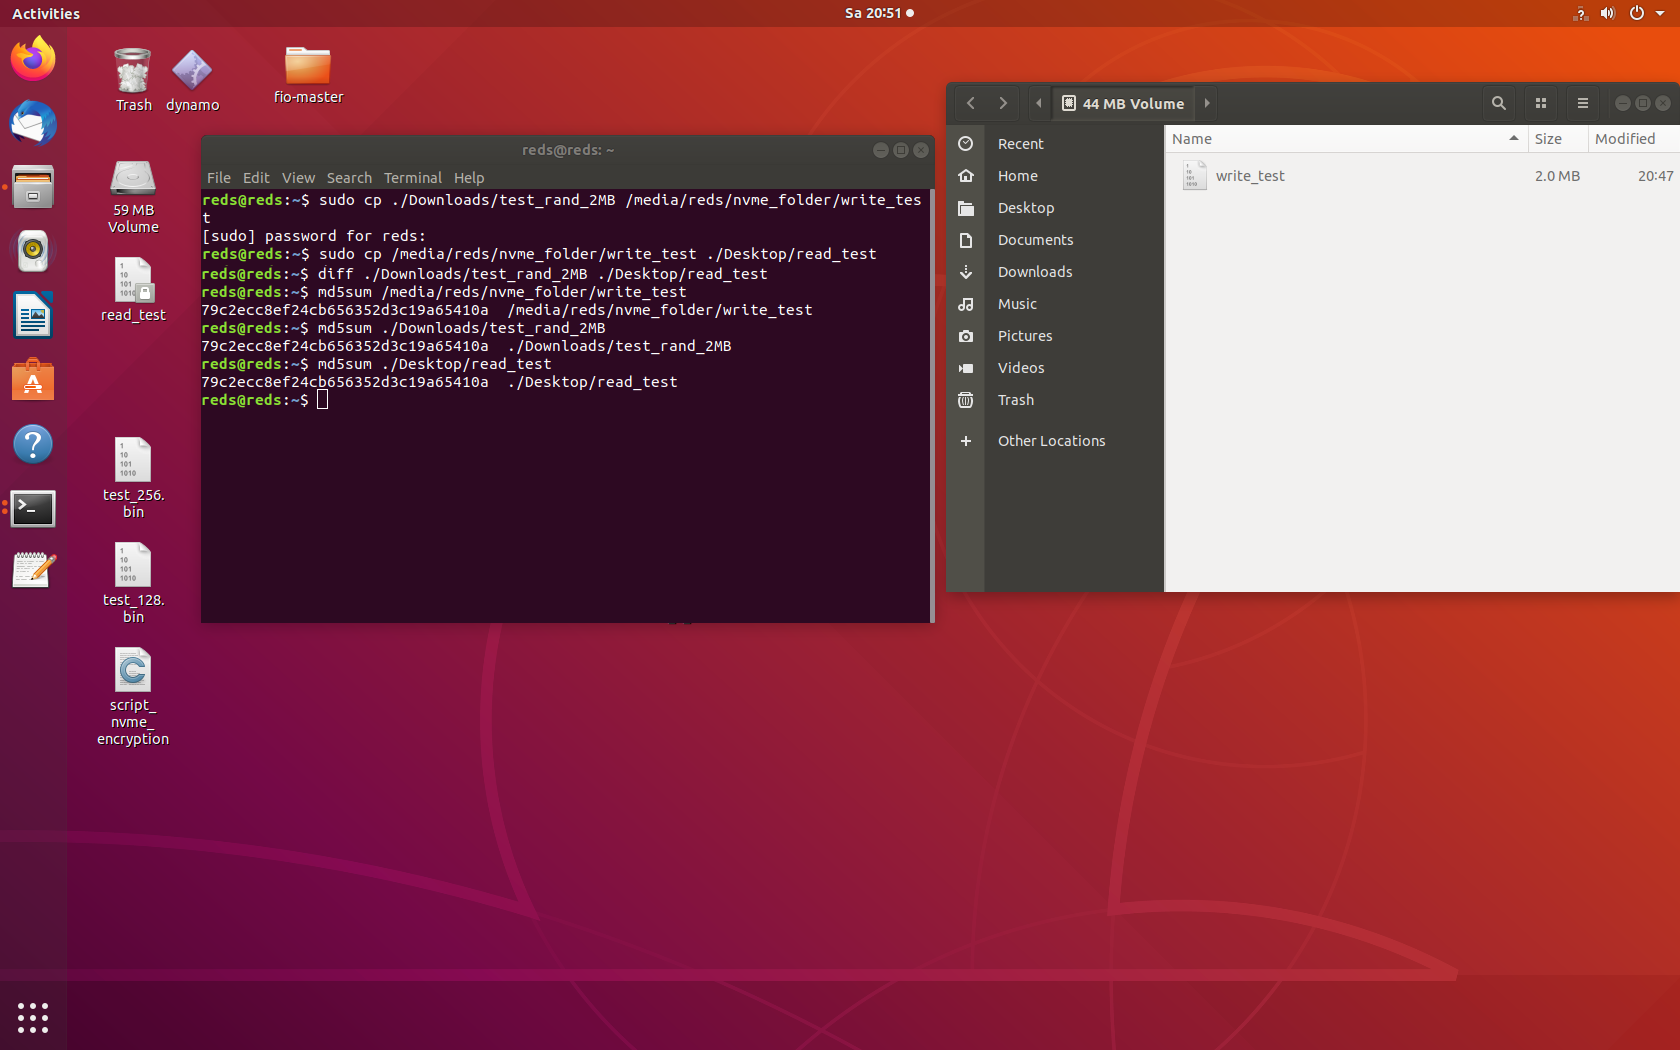 Activities
Sa 20:51
Trash
dynamo
fio-master
59 MB
Volume
read_test
test_256.
bin
test_128.
bin
script_
nvme_
encryption
reds@reds: ~
File Edit View Search Terminal Help
reds@reds:~$ sudo cp ./Downloads/test_rand_2MB /media/reds/nvme_folder/write_tes
t
[sudo] password for reds:
reds@reds:~$ sudo cp /media/reds/nvme_folder/write_test ./Desktop/read_test
reds@reds:~$ diff ./Downloads/test_rand_2MB ./Desktop/read_test
reds@reds:~$ md5sum /media/reds/nvme_folder/write_test
79c2ecc8ef24cb656352d3c19a65410a  /media/reds/nvme_folder/write_test
reds@reds:~$ md5sum ./Downloads/test_rand_2MB
79c2ecc8ef24cb656352d3c19a65410a  ./Downloads/test_rand_2MB
reds@reds:~$ md5sum ./Desktop/read_test
79c2ecc8ef24cb656352d3c19a65410a  ./Desktop/read_test
reds@reds:~$
44 MB Volume
Recent
Home
Desktop
Documents
Downloads
Music
Pictures
Videos
Trash
Other Locations
Name Size Modified
write_test 2.0 MB 20:47